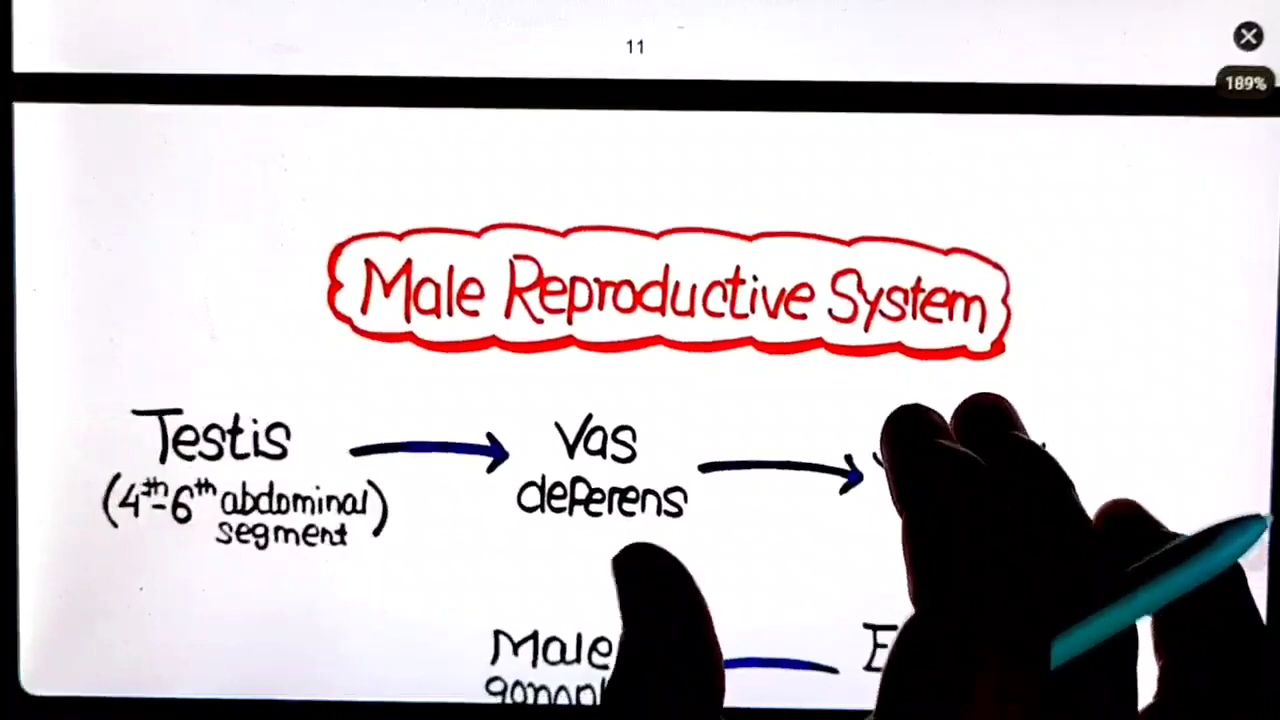 11
189%
Male Reproductive System
Testis
(4th-6th abdominal
segment)
Vas
deferens
Male